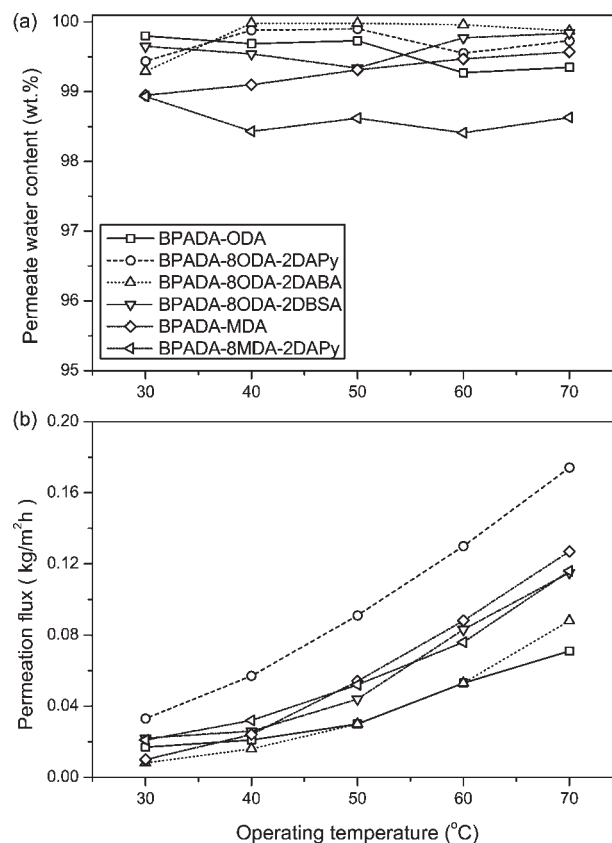 (a)
Permeate water content (wt.%)
100
99
98
97
96
95
BPADA-ODA
BPADA-8ODA-2DAPy
BPADA-8ODA-2DABA
BPADA-8ODA-2DBSA
BPADA-MDA
BPADA-8MDA-2DAPy
30 40 50 60 70
(b)
Permeation flux ( kg/m²h )
0.20
0.16
0.12
0.08
0.04
0.00
30 40 50 60 70
Operating temperature (°C)